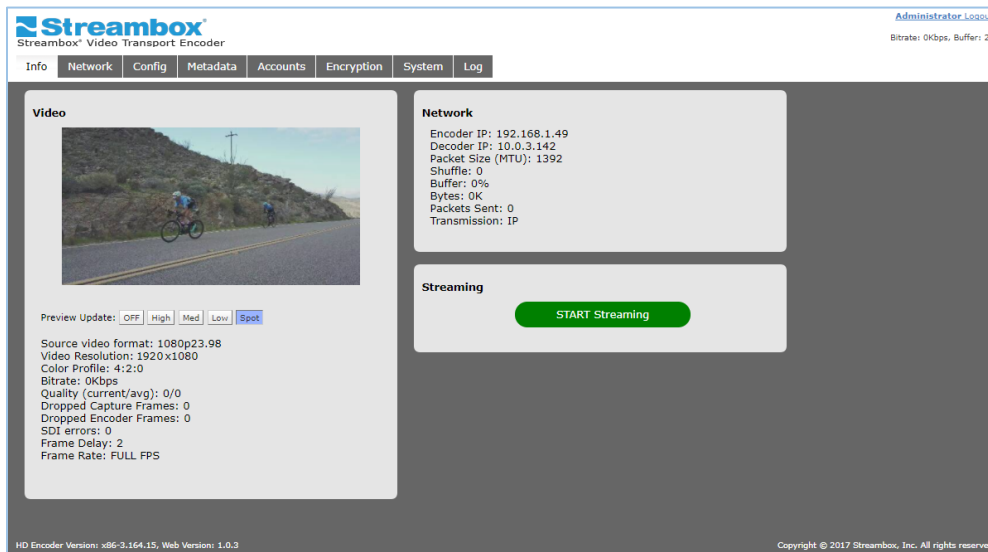 Streambox®
Streambox® Video Transport Encoder
Administrator Logou
Bitrate: 0Kbps, Buffer: 2
Info Network Config Metadata Accounts Encryption System Log
Video
Preview Update: OFF High Med Low Spot
Source video format: 1080p23.98
Video Resolution: 1920x1080
Color Profile: 4:2:0
Bitrate: 0Kbps
Quality (current/avg): 0/0
Dropped Capture Frames: 0
Dropped Encoder Frames: 0
SDI errors: 0
Frame Delay: 2
Frame Rate: FULL FPS
Network
Encoder IP: 192.168.1.49
Decoder IP: 10.0.3.142
Packet Size (MTU): 1392
Shuffle: 0
Buffer: 0%
Bytes: 0K
Packets Sent: 0
Transmission: IP
Streaming
START Streaming
HD Encoder Version: x86-3.164.15, Web Version: 1.0.3
Copyright © 2017 Streambox, Inc. All rights reserve